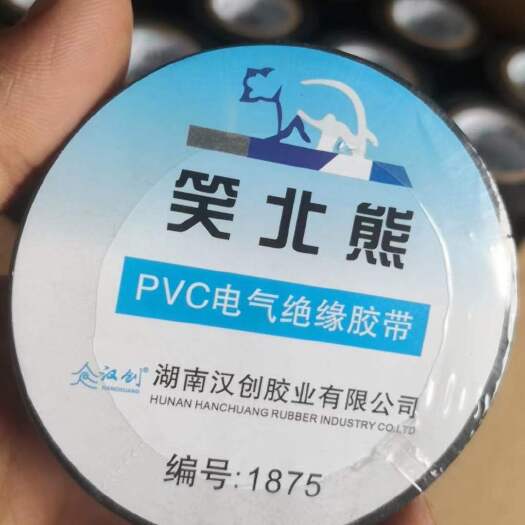 笑北熊
PVC电气绝缘胶带
汉创® 湖南汉创胶业有限公司
HANCHUANG HUNAN HANCHUANG RUBBER INDUSTRY CO.LTD
编号:1875